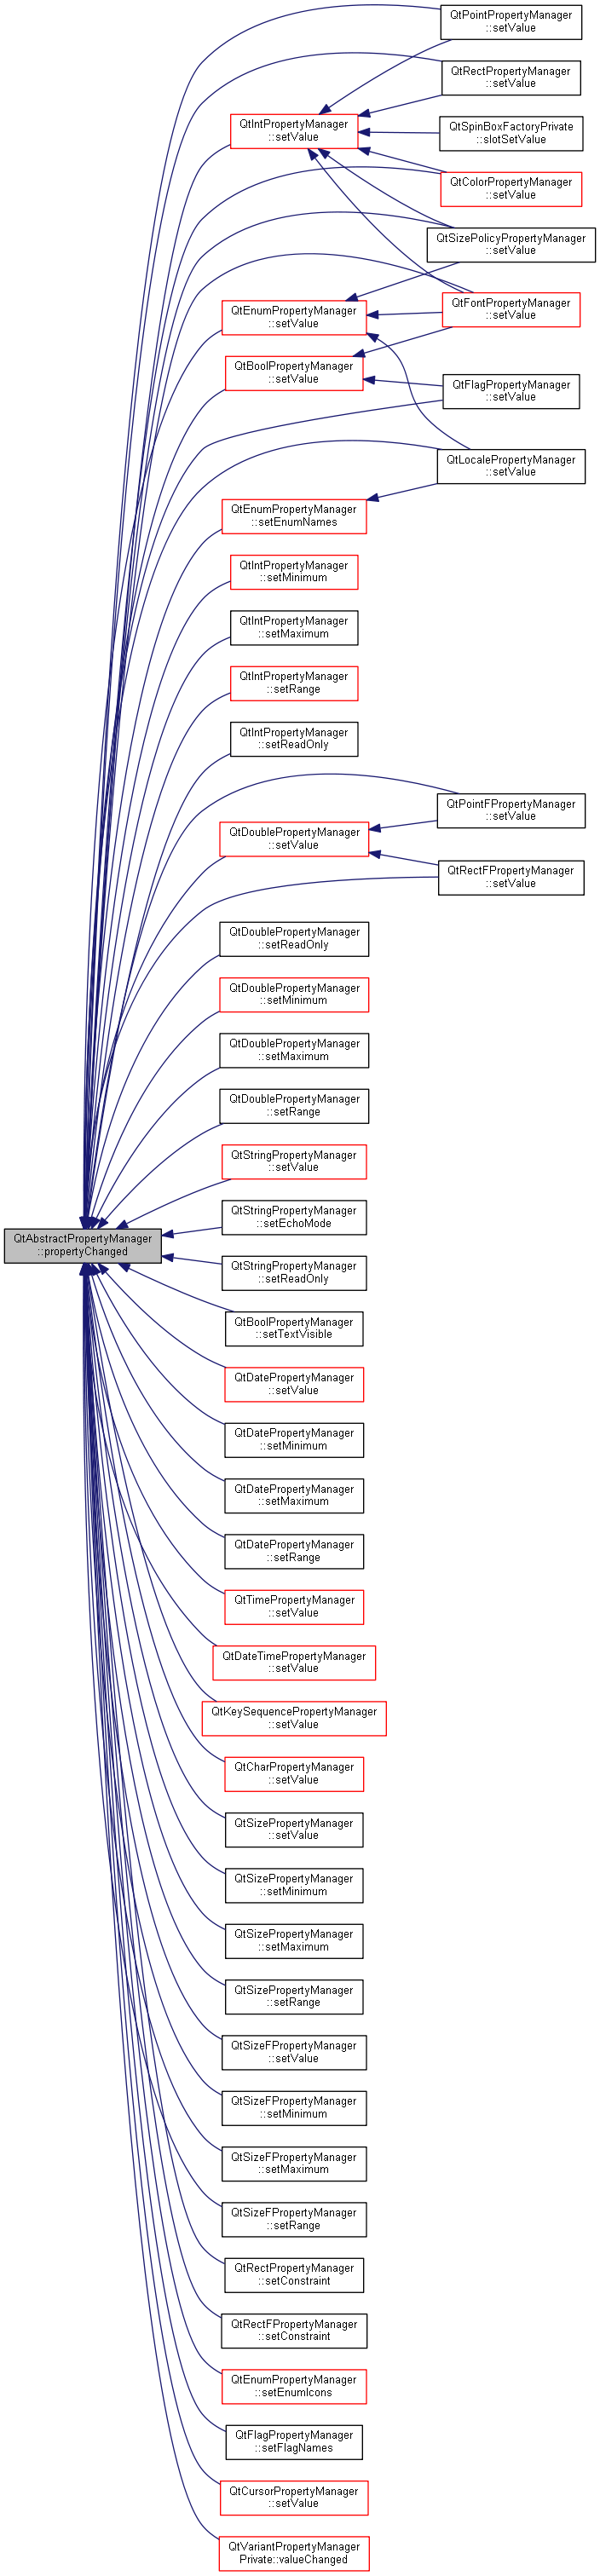 QtPointPropertyManager
::setValue
QtRectPropertyManager
::setValue
QtIntPropertyManager
::setValue
QtSpinBoxFactoryPrivate
::slotSetValue
QtColorPropertyManager
::setValue
QtSizePolicyPropertyManager
::setValue
QtEnumPropertyManager
::setValue
QtFontPropertyManager
::setValue
QtBoolPropertyManager
::setValue
QtFlagPropertyManager
::setValue
QtLocalePropertyManager
::setValue
QtEnumPropertyManager
::setEnumNames
QtIntPropertyManager
::setMinimum
QtIntPropertyManager
::setMaximum
QtIntPropertyManager
::setRange
QtIntPropertyManager
::setReadOnly
QtPointFPropertyManager
::setValue
QtDoublePropertyManager
::setValue
QtRectFPropertyManager
::setValue
QtDoublePropertyManager
::setReadOnly
QtDoublePropertyManager
::setMinimum
QtDoublePropertyManager
::setMaximum
QtDoublePropertyManager
::setRange
QtStringPropertyManager
::setValue
QtStringPropertyManager
::setEchoMode
QtAbstractPropertyManager
::propertyChanged
QtStringPropertyManager
::setReadOnly
QtBoolPropertyManager
::setTextVisible
QtDatePropertyManager
::setValue
QtDatePropertyManager
::setMinimum
QtDatePropertyManager
::setMaximum
QtDatePropertyManager
::setRange
QtTimePropertyManager
::setValue
QtDateTimePropertyManager
::setValue
QtKeySequencePropertyManager
::setValue
QtCharPropertyManager
::setValue
QtSizePropertyManager
::setValue
QtSizePropertyManager
::setMinimum
QtSizePropertyManager
::setMaximum
QtSizePropertyManager
::setRange
QtSizeFPropertyManager
::setValue
QtSizeFPropertyManager
::setMinimum
QtSizeFPropertyManager
::setMaximum
QtSizeFPropertyManager
::setRange
QtRectPropertyManager
::setConstraint
QtRectFPropertyManager
::setConstraint
QtEnumPropertyManager
::setEnumIcons
QtFlagPropertyManager
::setFlagNames
QtCursorPropertyManager
::setValue
QtVariantPropertyManager
Private::valueChanged